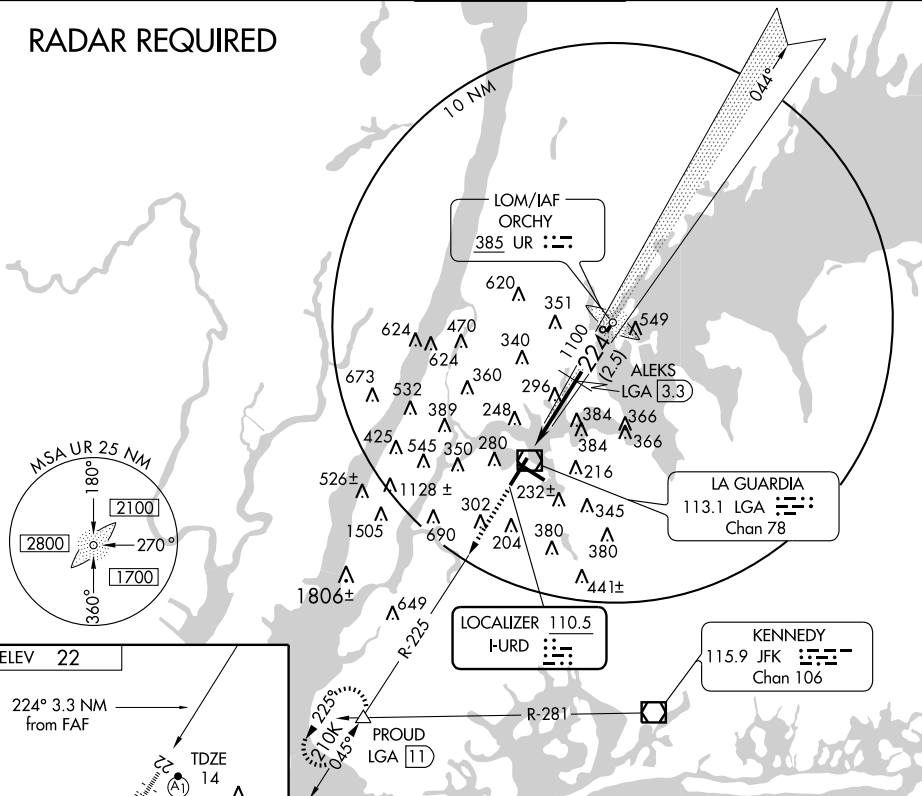 RADAR REQUIRED
10 NM
044°
LOM/IAF
ORCHY
385 UR
620
351
549
624
624
470
340
1100
224°
(2.5)
ALEKS
LGA 3.3
673
532
360
296
389
248
384
384
366
366
425
545
350
280
216
526±
1128 ±
232±
302
345
1505
690
204
380
380
1806±
441±
649
LA GUARDIA
113.1 LGA
Chan 78
MSA UR 25 NM
180°
2100
2800
270°
1700
360°
R-225
LOCALIZER 110.5
I-URD
KENNEDY
115.9 JFK
Chan 106
R-281
225°
210K
045°
PROUD
LGA 11
ELEV 22
224° 3.3 NM
from FAF
22
TDZE
14
A1